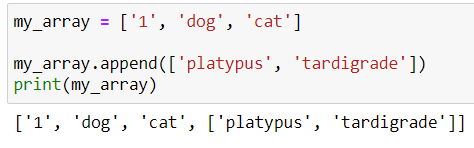 my_array = ['1', 'dog', 'cat']
my_array.append(['platypus', 'tardigrade'])
print(my_array)
['1', 'dog', 'cat', ['platypus', 'tardigrade']]